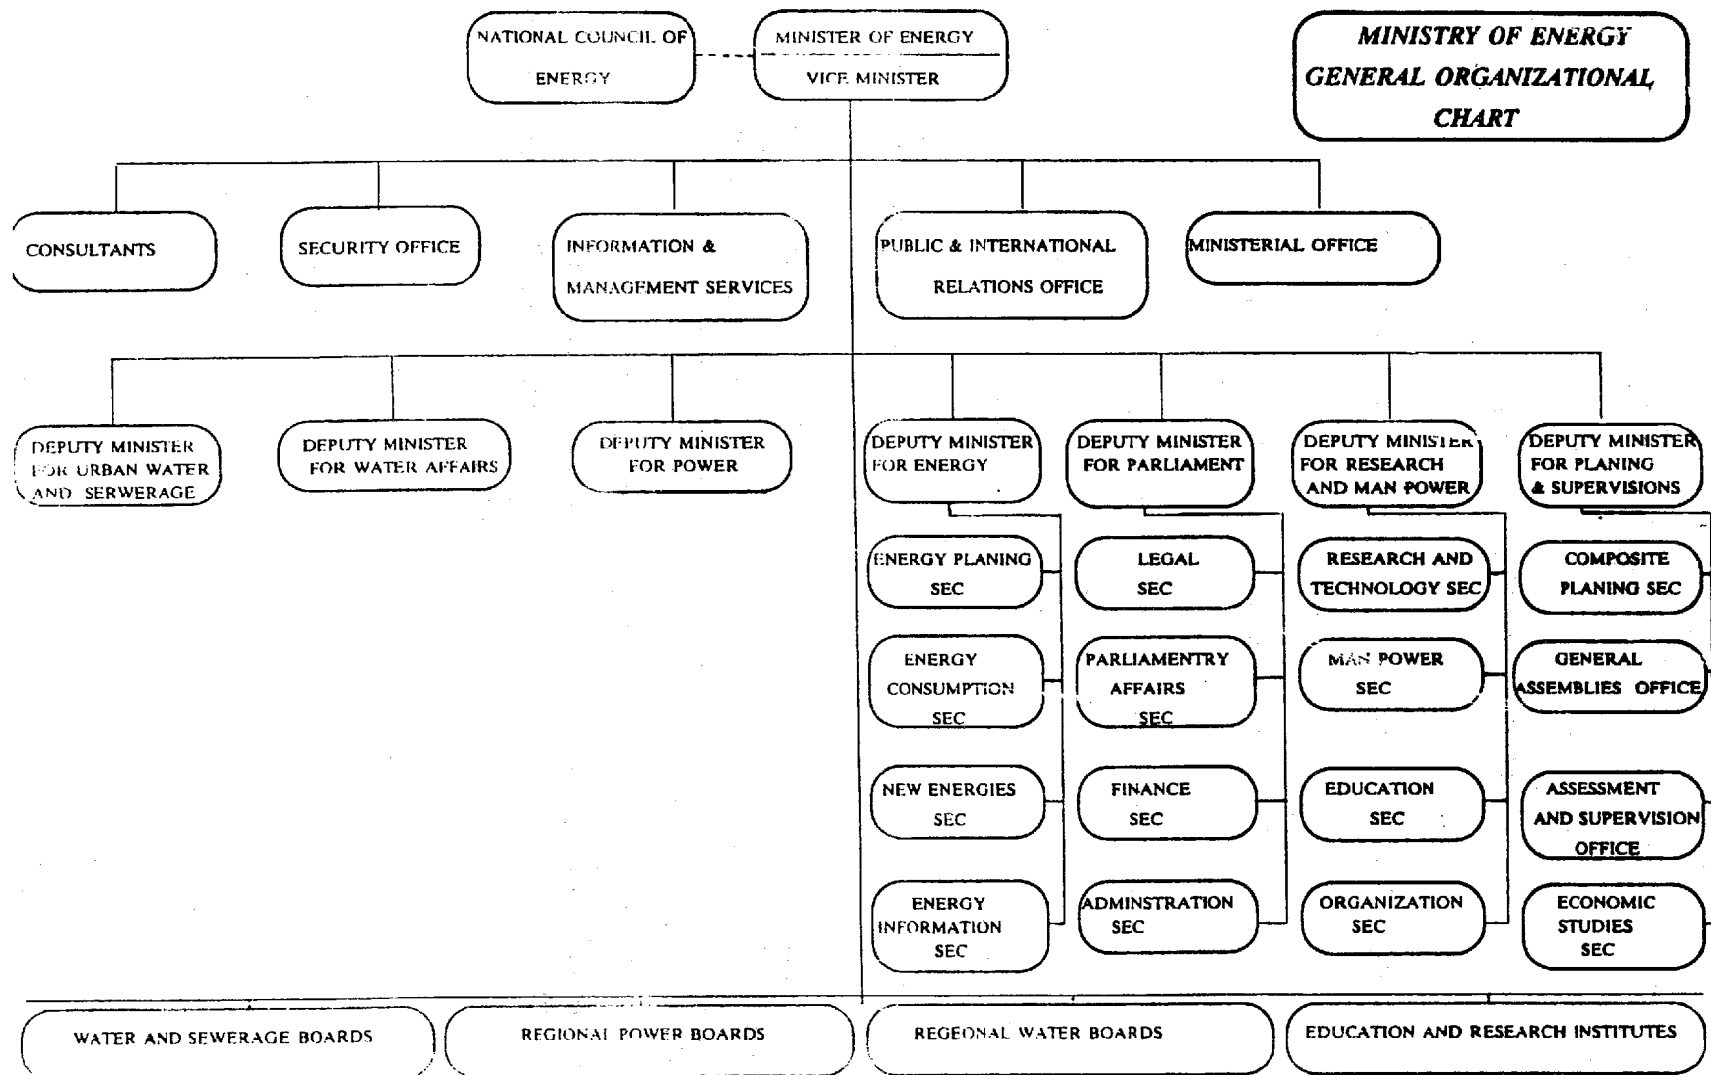 NATIONAL COUNCIL OF
ENERGY
MINISTER OF ENERGY
VICE MINISTER
MINISTRY OF ENERGY
GENERAL ORGANIZATIONAL
CHART
CONSULTANTS
SECURITY OFFICE
INFORMATION &
MANAGEMENT SERVICES
PUBLIC & INTERNATIONAL
RELATIONS OFFICE
MINISTERIAL OFFICE
DEPUTY MINISTER
FOR URBAN WATER
AND SERWERAGE
DEPUTY MINISTER
FOR WATER AFFAIRS
DEPUTY MINISTER
FOR POWER
DEPUTY MINISTER
FOR ENERGY
DEPUTY MINISTER
FOR PARLIAMENT
DEPUTY MINISTER
FOR RESEARCH
AND MAN POWER
DEPUTY MINISTER
FOR PLANING
& SUPERVISIONS
ENERGY PLANING
SEC
LEGAL
SEC
RESEARCH AND
TECHNOLOGY SEC
COMPOSITE
PLANING SEC
ENERGY
CONSUMPTION
SEC
PARLIAMENTRY
AFFAIRS
SEC
MAN POWER
SEC
GENERAL
ASSEMBLIES OFFICE
NEW ENERGIES
SEC
FINANCE
SEC
EDUCATION
SEC
ASSESSMENT
AND SUPERVISION
OFFICE
ENERGY
INFORMATION
SEC
ADMINSTRATION
SEC
ORGANIZATION
SEC
ECONOMIC
STUDIES
SEC
WATER AND SEWERAGE BOARDS
REGIONAL POWER BOARDS
REGEONAL WATER BOARDS
EDUCATION AND RESEARCH INSTITUTES